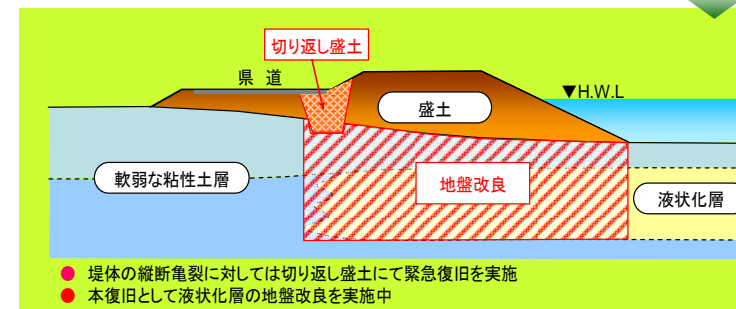 切り返し盛土
県 道
▼H.W.L
盛土
軟弱な粘性土層
地盤改良
液状化層
● 堤体の縦断亀裂に対しては切り返し盛土にて緊急復旧を実施
● 本復旧として液状化層の地盤改良を実施中